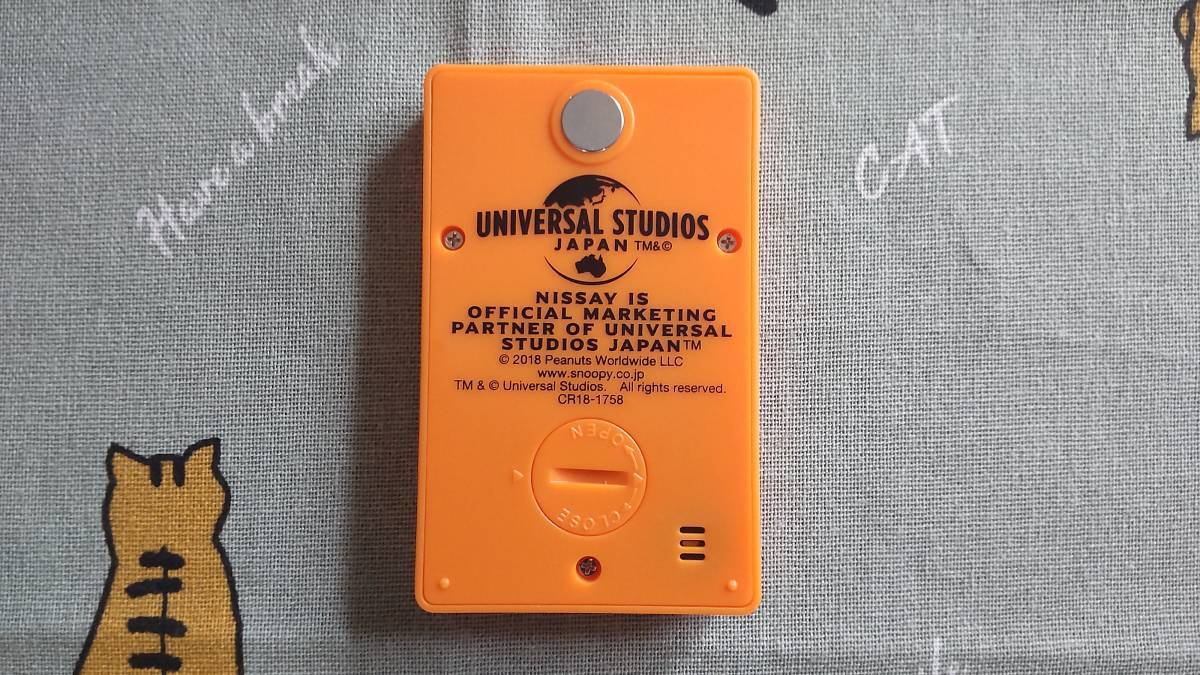 Have a break
CAT
UNIVERSAL STUDIOS
JAPAN TM&©
NISSAY IS
OFFICIAL MARKETING
PARTNER OF UNIVERSAL
STUDIOS JAPAN™
© 2018 Peanuts Worldwide LLC
www.snoopy.co.jp
TM & © Universal Studios. All rights reserved.
CR18-1758
OPEN
CLOSE